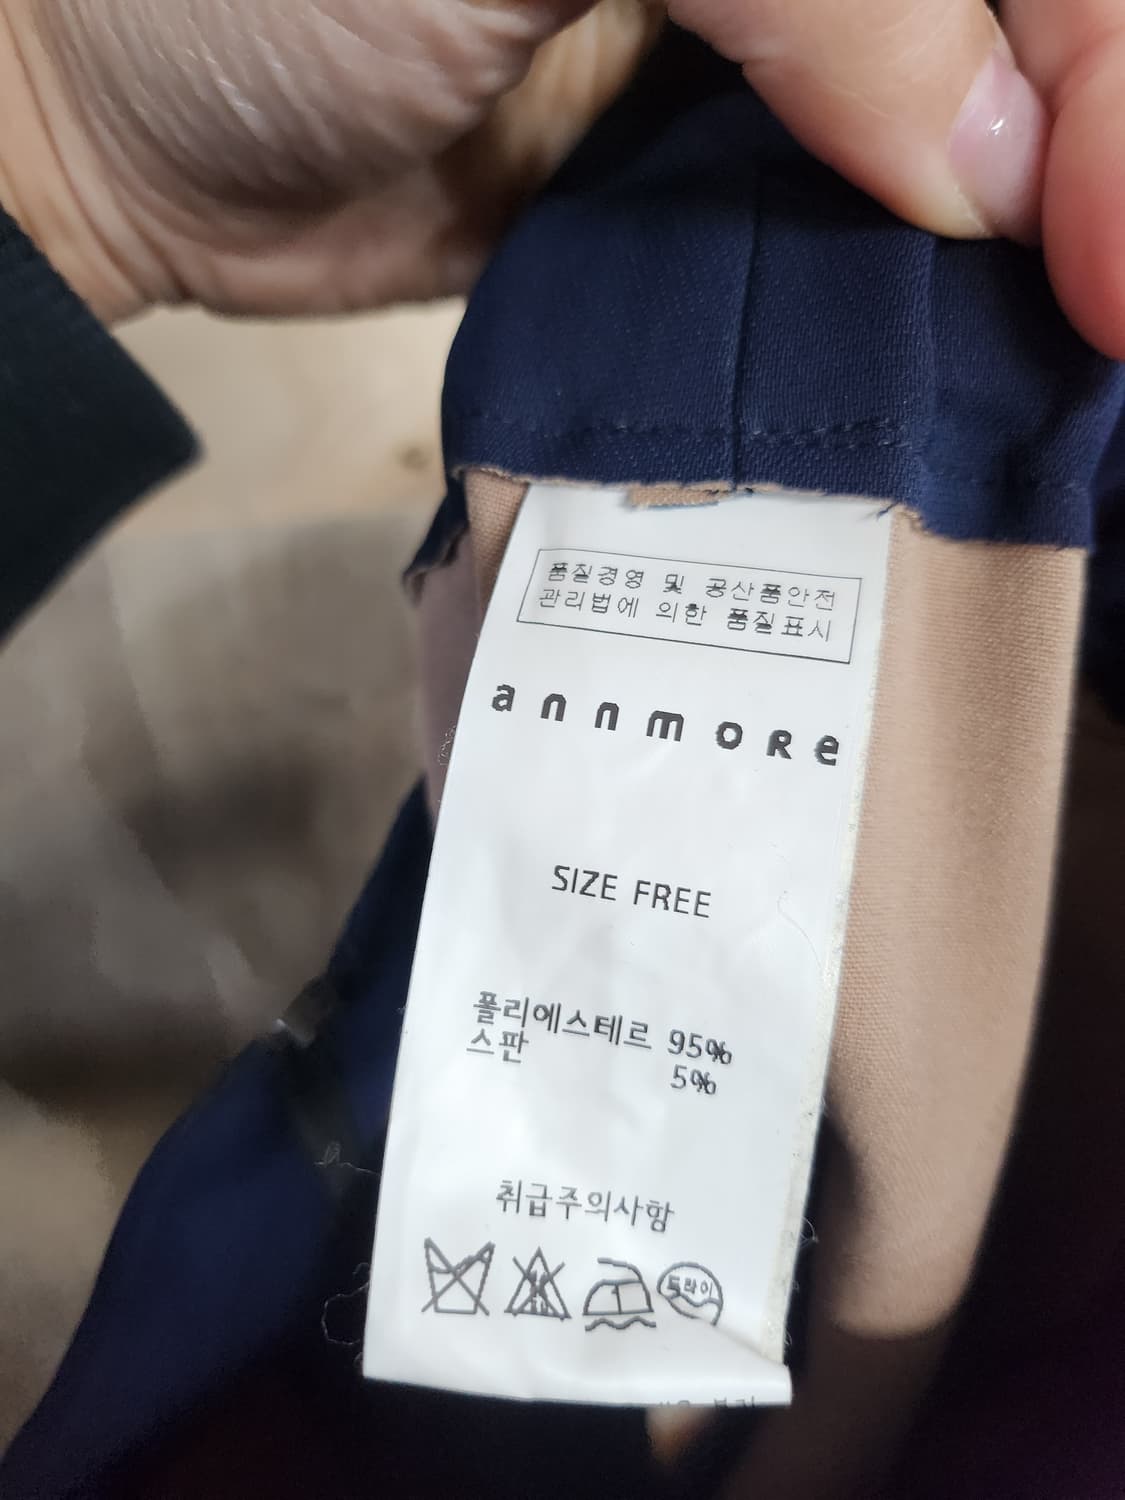 품질경영 및 공산품안전
관리법에 의한 품질표시
annmore
SIZE FREE
폴리에스테르 95%
스판 5%
취급주의사항
드라이